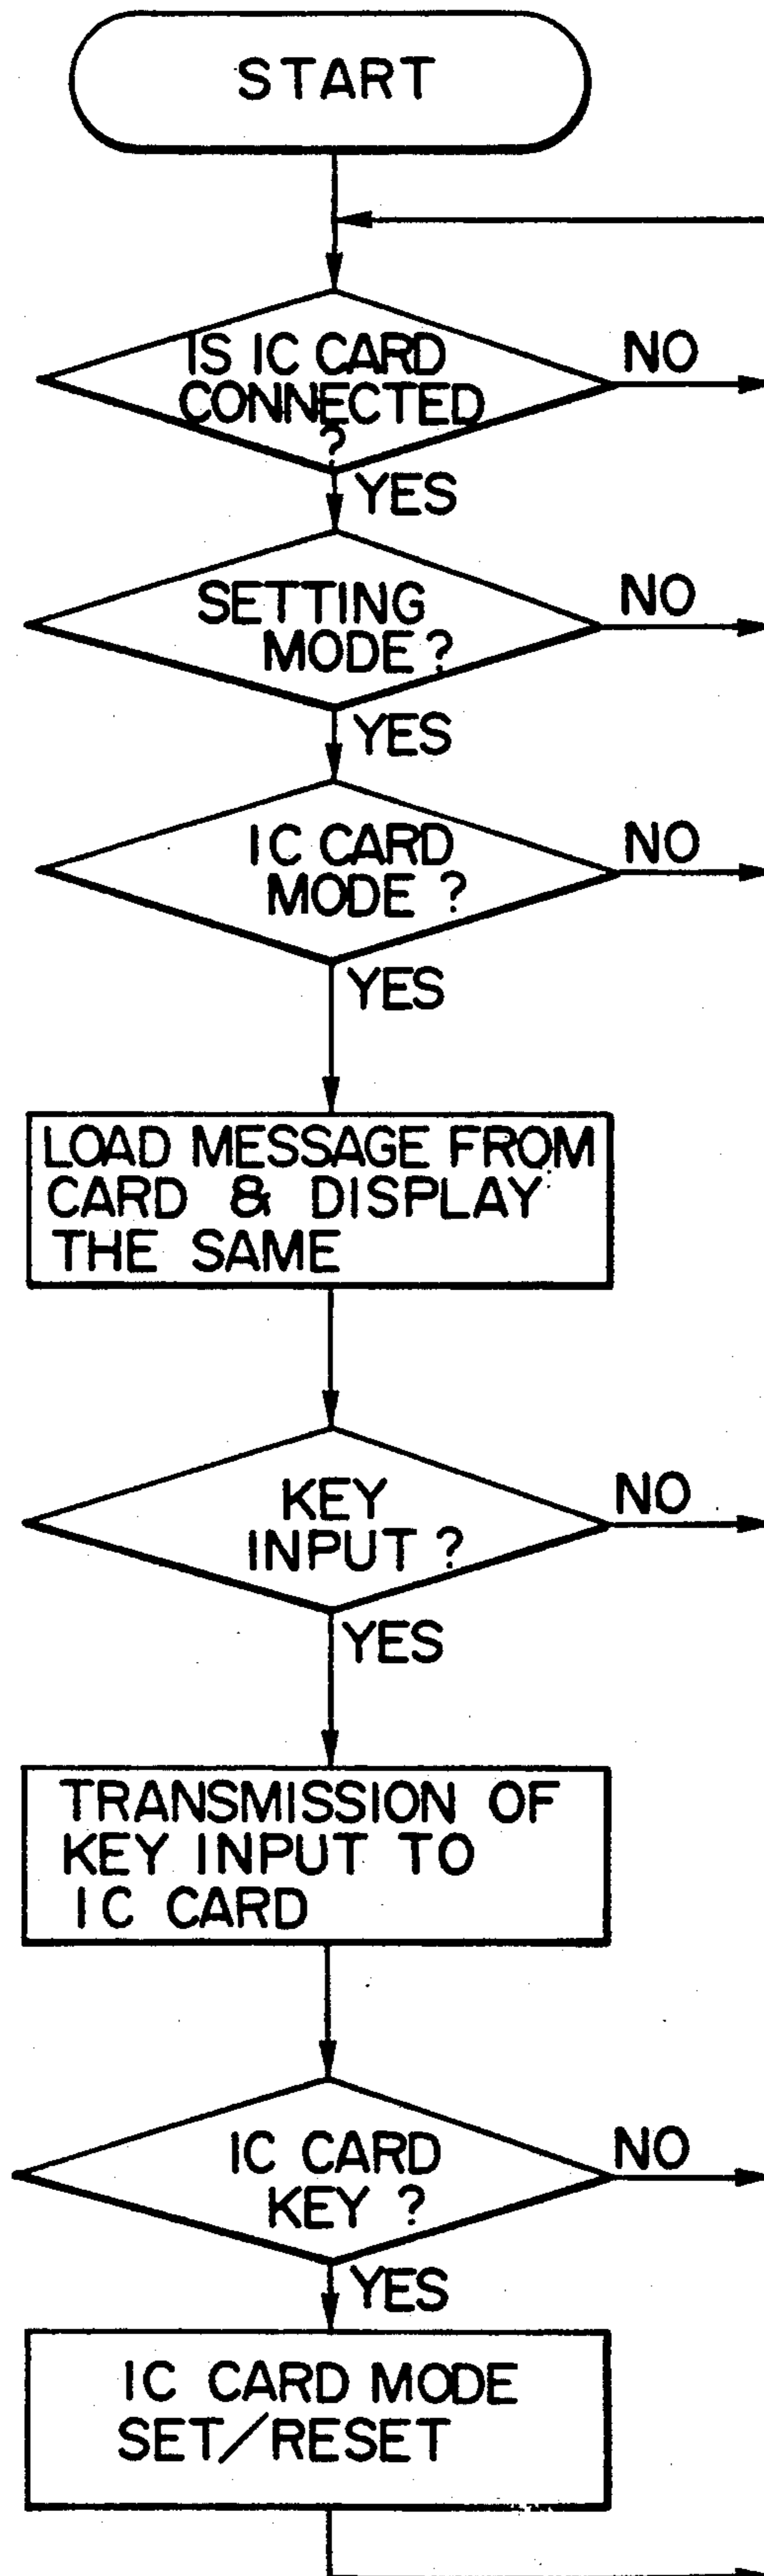 START
IS IC CARD
NO
CONNECTED
?
YES
SETTING
NO
MODE?
YES
IC CARD
NO
MODE ?
YES
LOAD MESSAGE FROM
CARD & DISPLAY
THE SAME
KEY
NO
INPUT ?
YES
TRANSMISSION OF
KEY INPUT TO
IC CARD
IC CARD
NO
KEY ?
YES
IC CARD MODE
SET/RESET